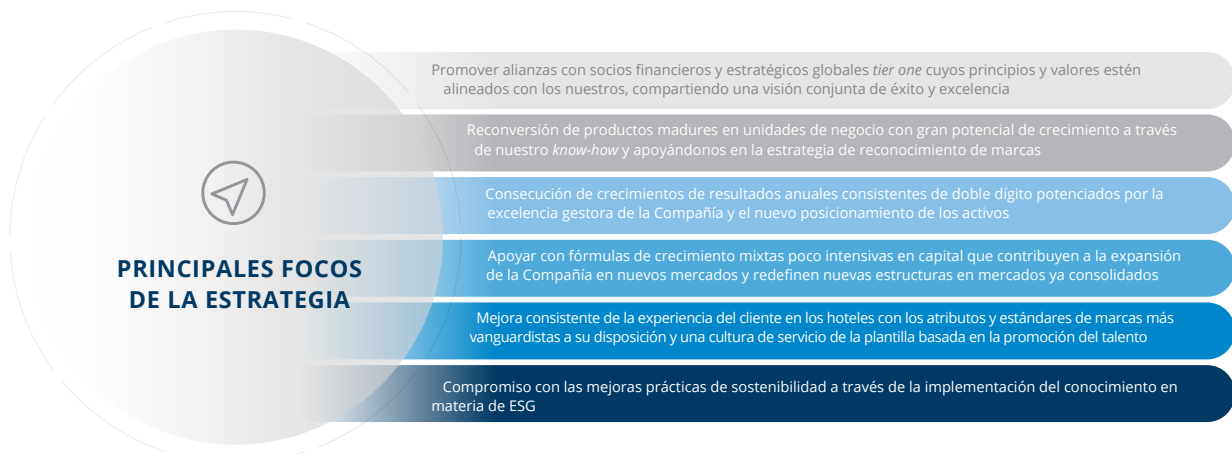 PRINCIPALES FOCOS
DE LA ESTRATEGIA
Promover alianzas con socios financieros y estratégicos globales tier one cuyos principios y valores estén
alineados con los nuestros, compartiendo una visión conjunta de éxito y excelencia
Reconversión de productos madures en unidades de negocio con gran potencial de crecimiento a través
de nuestro know-how y apoyándonos en la estrategia de reconocimiento de marcas
Consecución de crecimientos de resultados anuales consistentes de doble dígito potenciados por la
excelencia gestora de la Compañía y el nuevo posicionamiento de los activos
Apoyar con fórmulas de crecimiento mixtas poco intensivas en capital que contribuyen a la expansión
de la Compañía en nuevos mercados y redefinen nuevas estructuras en mercados ya consolidados
Mejora consistente de la experiencia del cliente en los hoteles con los atributos y estándares de marcas más
vanguardistas a su disposición y una cultura de servicio de la plantilla basada en la promoción del talento
Compromiso con las mejores prácticas de sostenibilidad a través de la implementación del conocimiento en
materia de ESG